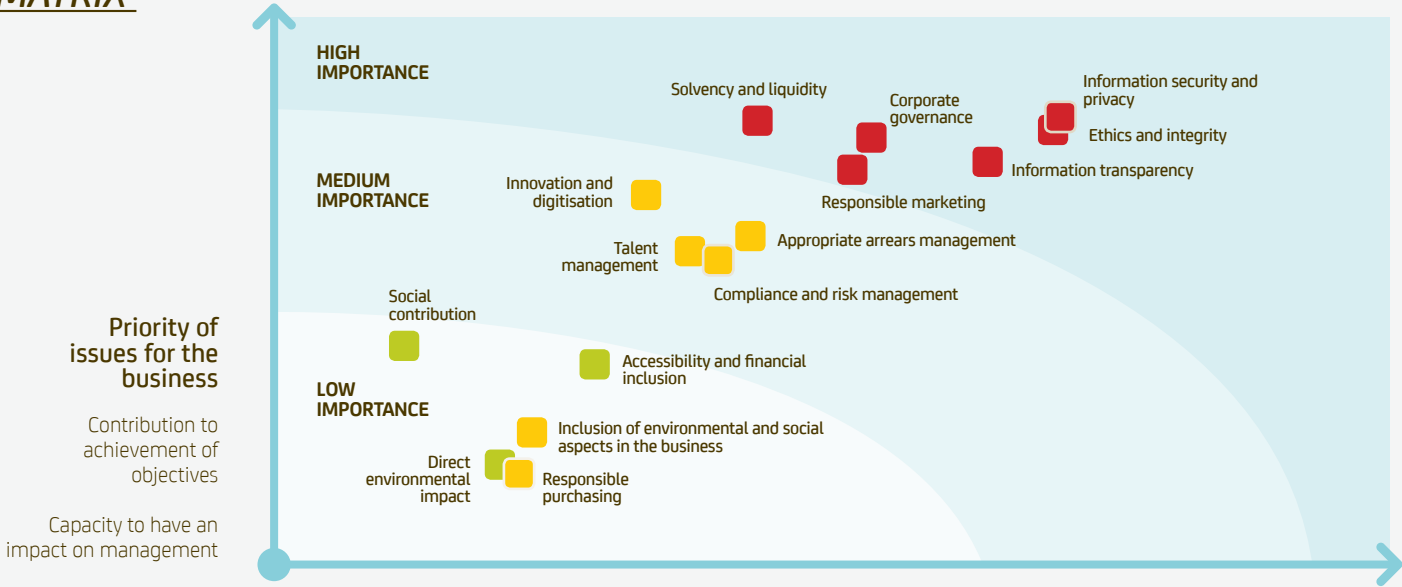 MATRIX
HIGH
IMPORTANCE
Solvency and liquidity
Corporate
governance
Information security and
privacy
Ethics and integrity
Information transparency
MEDIUM
IMPORTANCE
Innovation and
digitisation
Responsible marketing
Talent
management
Appropriate arrears management
Compliance and risk management
Social
contribution
Priority of
issues for the
business
Accessibility and financial
inclusion
LOW
IMPORTANCE
Contribution to
achievement of
objectives
Inclusion of environmental and social
aspects in the business
Direct
environmental
impact
Responsible
purchasing
Capacity to have an
impact on management